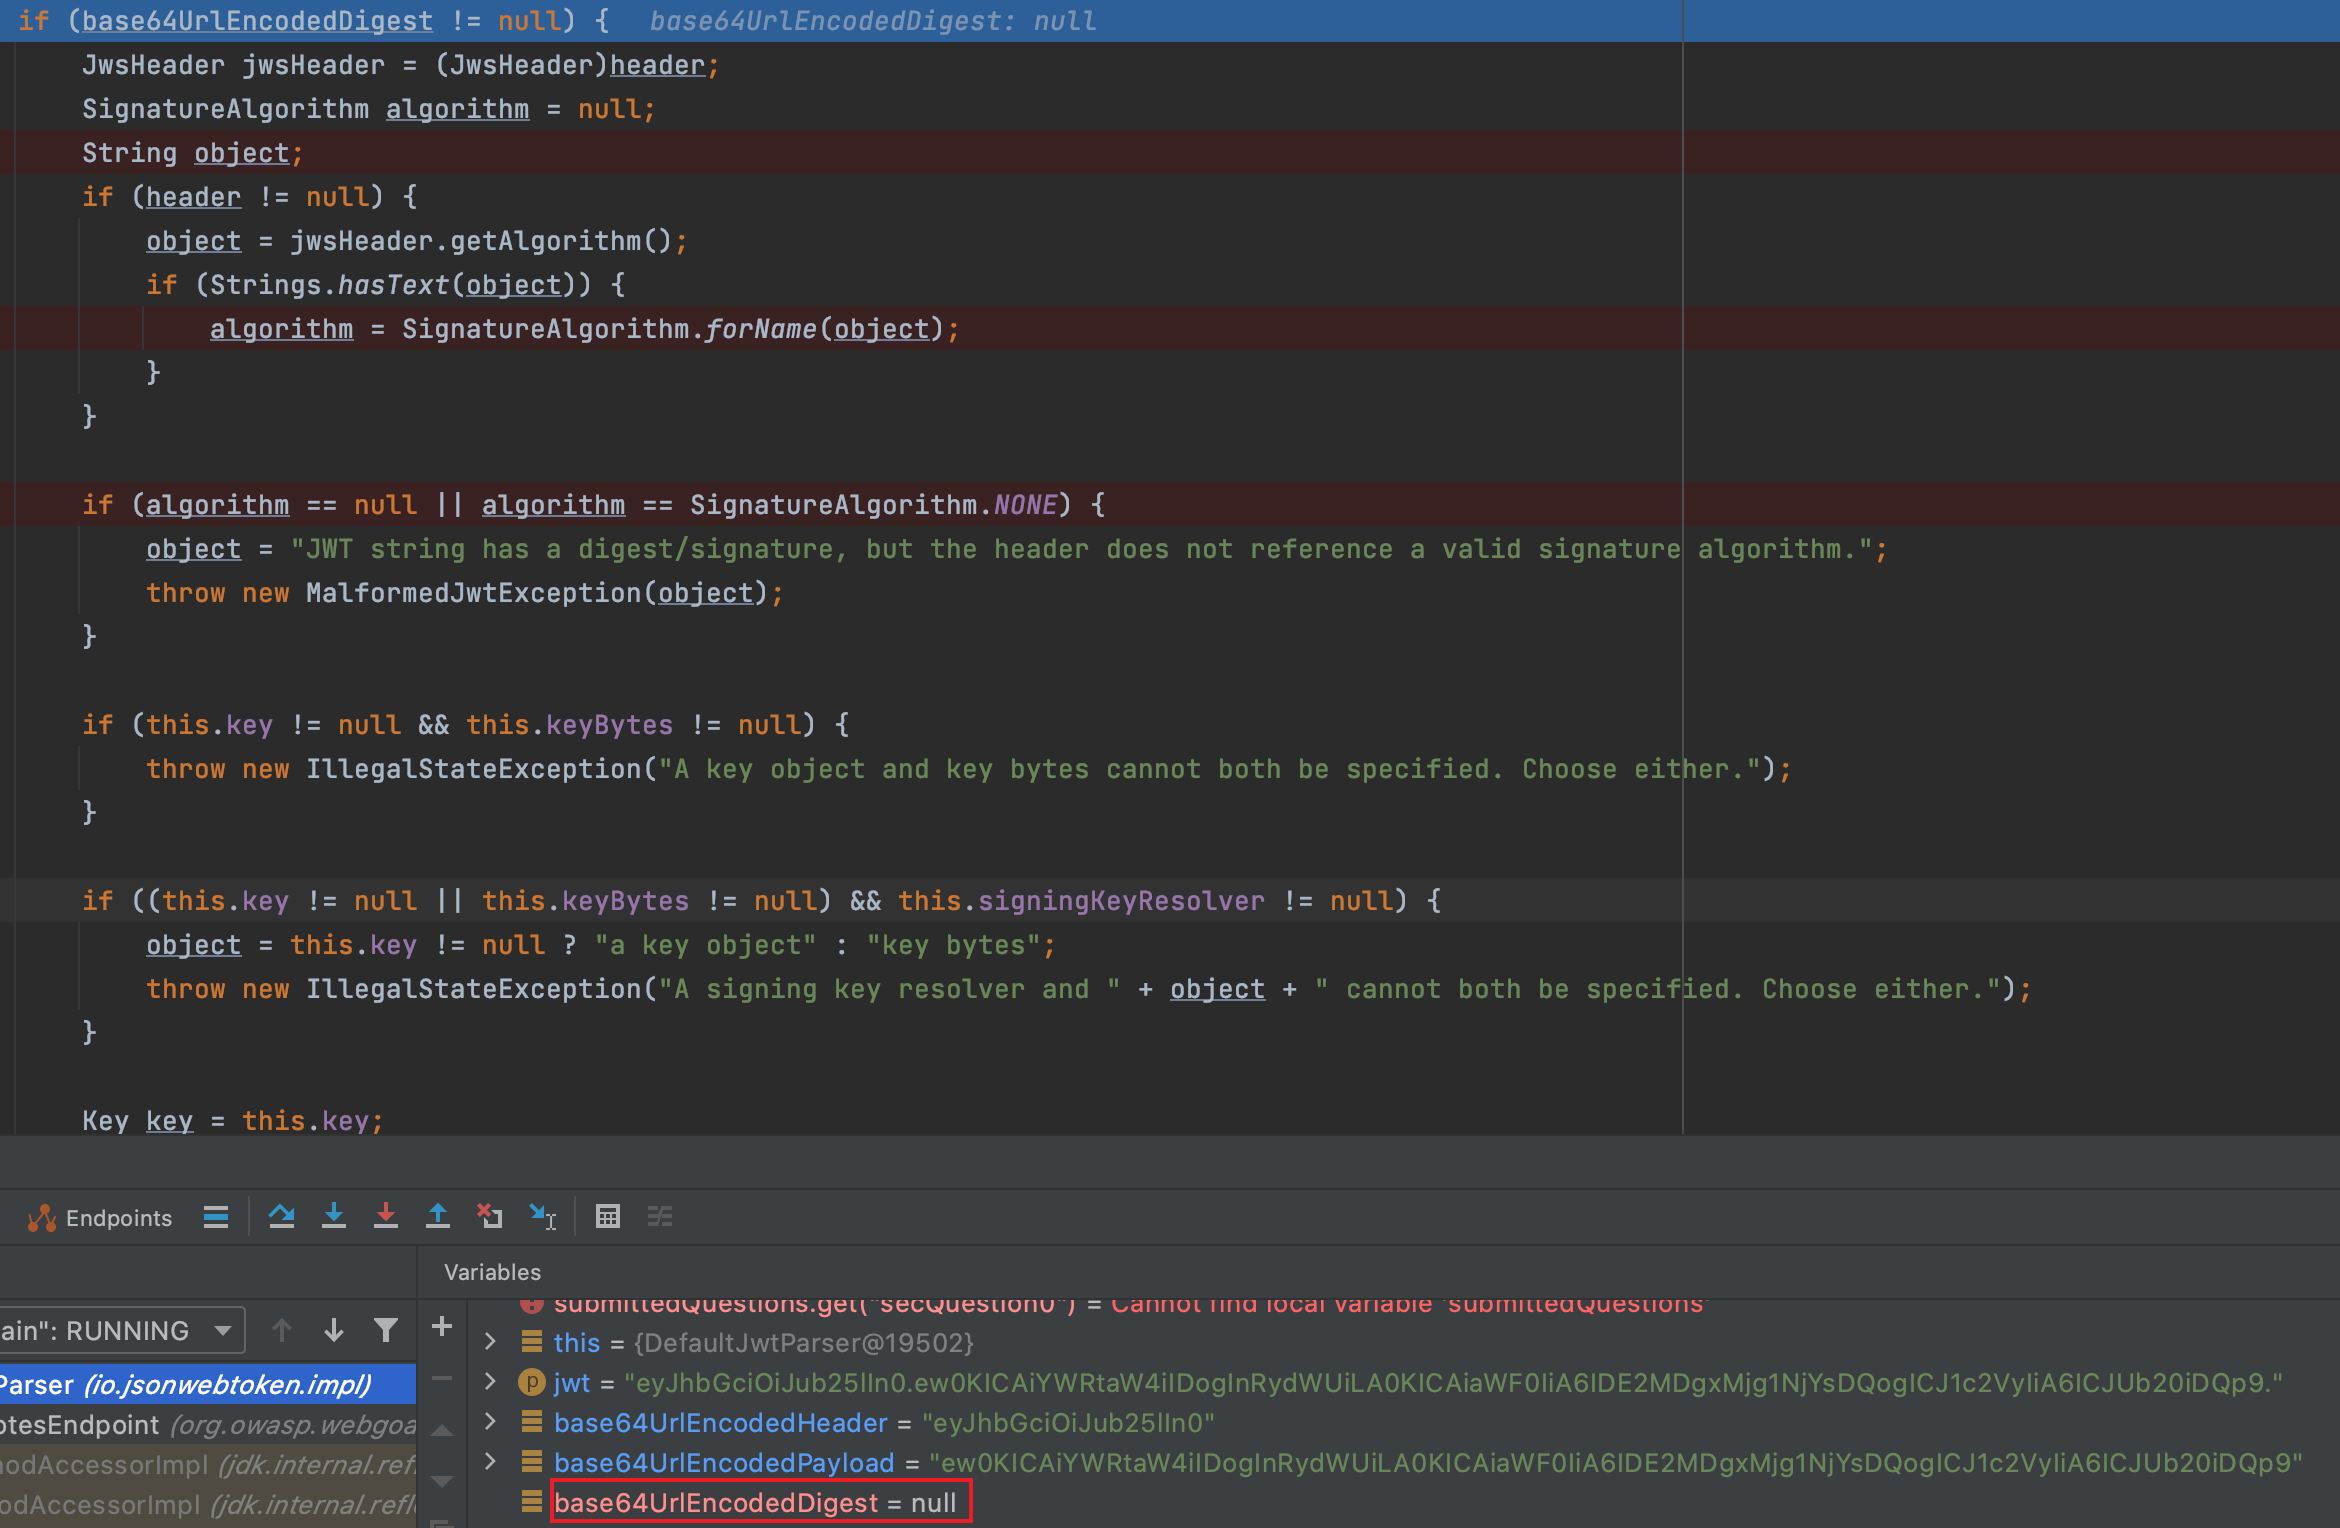 if (base64UrlEncodedDigest != null) {  base64UrlEncodedDigest: null
JwsHeader jwsHeader = (JwsHeader)header;
SignatureAlgorithm algorithm = null;
String object;
if (header != null) {
object = jwsHeader.getAlgorithm();
if (Strings.hasText(object)) {
algorithm = SignatureAlgorithm.forName(object);
}
}
if (algorithm == null || algorithm == SignatureAlgorithm.NONE) {
object = "JWT string has a digest/signature, but the header does not reference a valid signature algorithm.";
throw new MalformedJwtException(object);
}
if (this.key != null && this.keyBytes != null) {
throw new IllegalStateException("A key object and key bytes cannot both be specified. Choose either.");
}
if ((this.key != null || this.keyBytes != null) && this.signingKeyResolver != null) {
object = this.key != null ? "a key object" : "key bytes";
throw new IllegalStateException("A signing key resolver and " + object + " cannot both be specified. Choose either.");
}
Key key = this.key;
Endpoints
Variables
submittedQuestions.get("secQuestion0") = Cannot find local variable 'submittedQuestions'
ain": RUNNING
this = {DefaultJwtParser@19502}
Parser (io.jsonwebtoken.impl)
jwt = "eyJhbGciOiJub25lIn0.ew0KICAiYWRtaW4iIDogInRydWUiLA0KICAiaWF0IiA6IDE2MDgxMjg1NjYsDQogICJ1c2VyIiA6ICJUb20iDQp9."
otesEndpoint (org.owasp.webgoa
base64UrlEncodedHeader = "eyJhbGciOiJub25lIn0"
hodAccessorImpl (jdk.internal.ref
base64UrlEncodedPayload = "ew0KICAiYWRtaW4iIDogInRydWUiLA0KICAiaWF0IiA6IDE2MDgxMjg1NjYsDQogICJ1c2VyIiA6ICJUb20iDQp9"
odAccessorImpl (jdk.internal.refl
base64UrlEncodedDigest = null